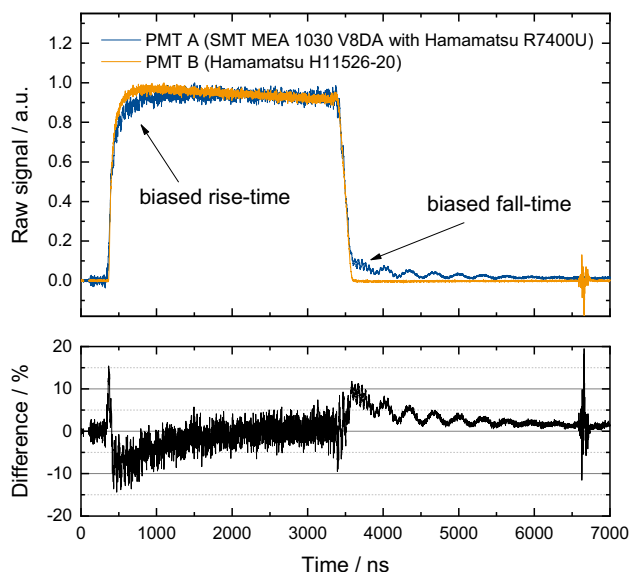 PMT A (SMT MEA 1030 V8DA with Hamamatsu R7400U)
PMT B (Hamamatsu H11526-20)
Raw signal / a.u.
1.2
1.0
0.8
0.6
0.4
0.2
0.0
biased rise-time
biased fall-time
Difference / %
20
10
0
-10
-20
0 1000 2000 3000 4000 5000 6000 7000
Time / ns